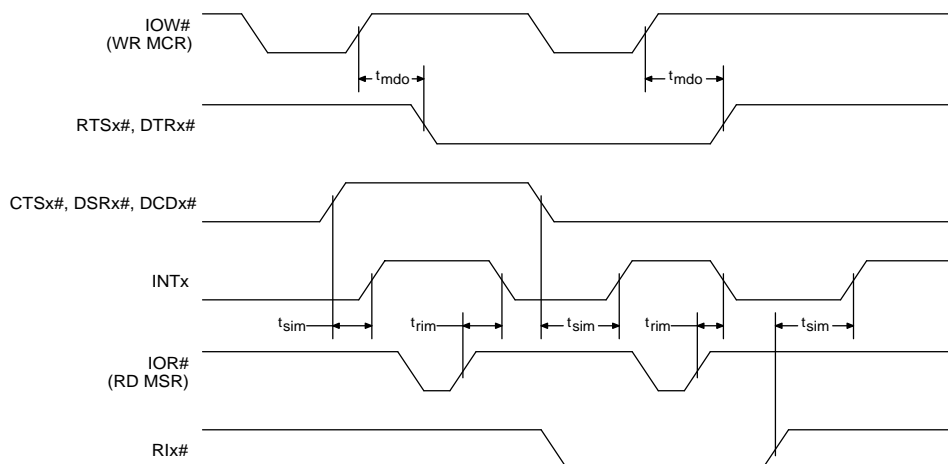 IOW#
(WR MCR)
tmdo
tmdo
RTSx#, DTRx#
CTSx#, DSRx#, DCDx#
INTx
tsim
trim
tsim
trim
tsim
IOR#
(RD MSR)
RIx#